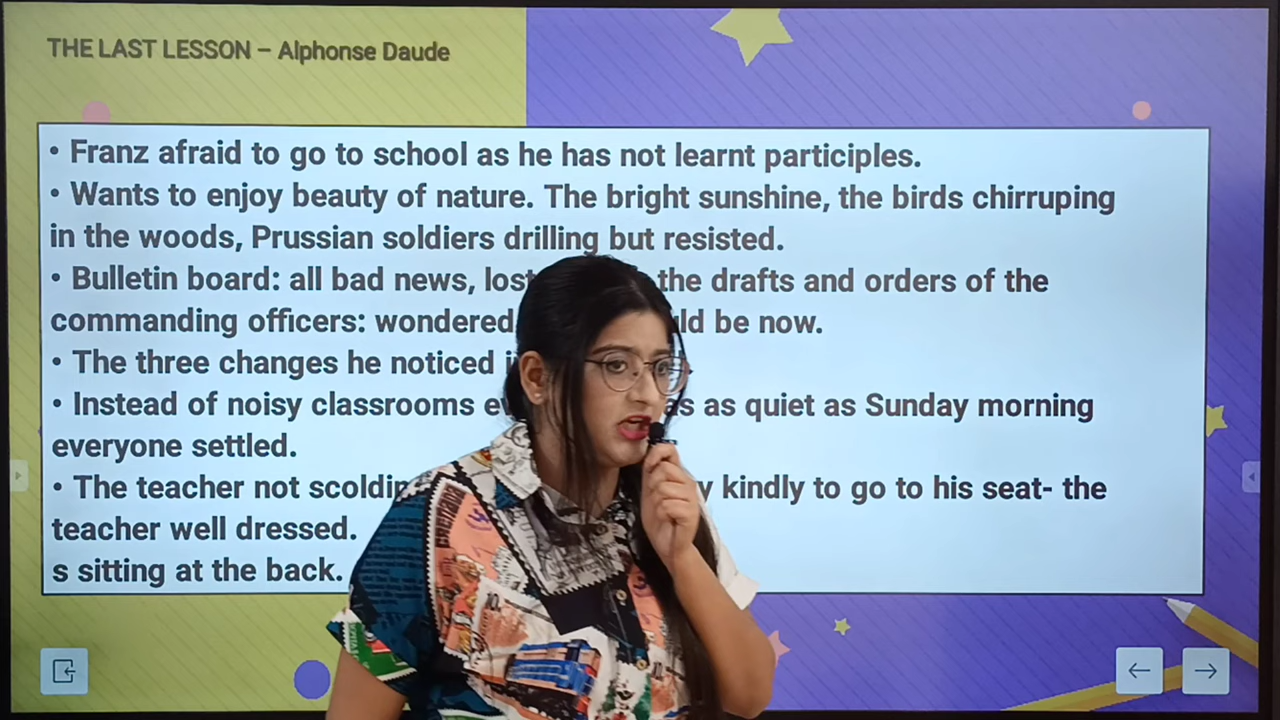 THE LAST LESSON – Alphonse Daude
• Franz afraid to go to school as he has not learnt participles.
• Wants to enjoy beauty of nature. The bright sunshine, the birds chirruping
in the woods, Prussian soldiers drilling but resisted.
• Bulletin board: all bad news, lost the drafts and orders of the
commanding officers: wondered be now.
• The three changes he noticed
• Instead of noisy classrooms as quiet as Sunday morning
everyone settled.
• The teacher not kindly to go to his seat- the
teacher well dressed.
s sitting at the back.